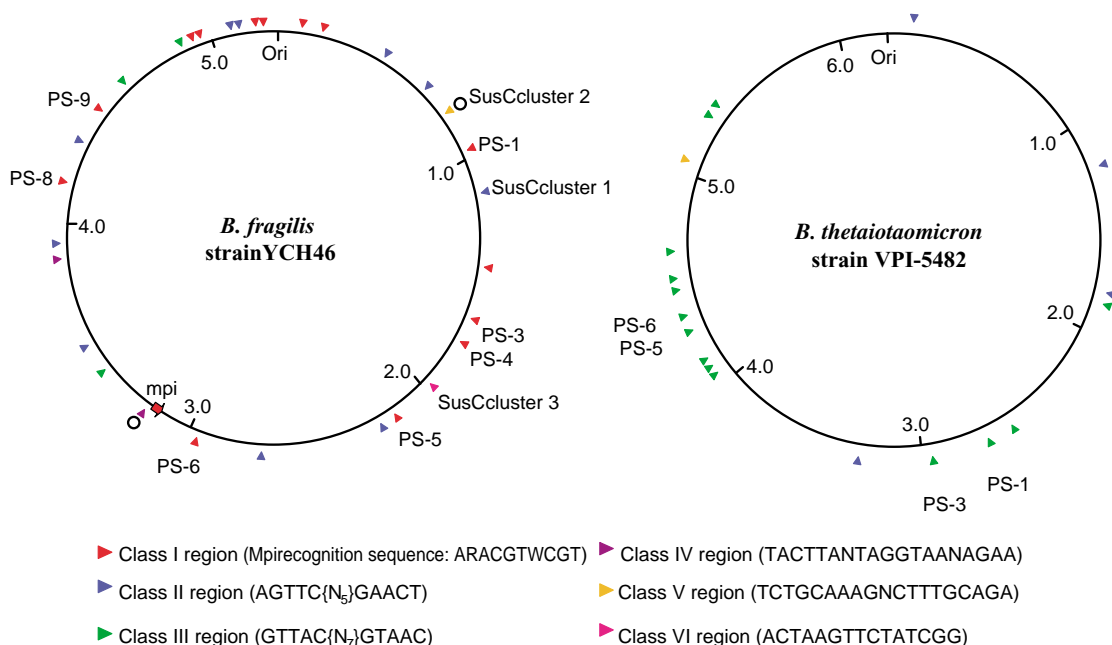 Ori
5.0
SusCcluster 2
PS-9
PS-1
1.0
PS-8
SusCcluster 1
4.0
B. fragilis
strainYCH46
PS-3
PS-4
2.0
mpi
SusCcluster 3
3.0
PS-5
PS-6
Ori
6.0
1.0
5.0
B. thetaiotaomicron
strain VPI-5482
PS-6
2.0
PS-5
4.0
3.0
PS-1
PS-3
Class I region (Mpirecognition sequence: ARACGTWCGT)
Class IV region (TACTTANTAGGTAANAGAA)
Class II region (AGTTC{N5}GAACT)
Class V region (TCTGCAAAGNCTTTGCAGA)
Class III region (GTTAC{N7}GTAAC)
Class VI region (ACTAAGTTCTATCGG)